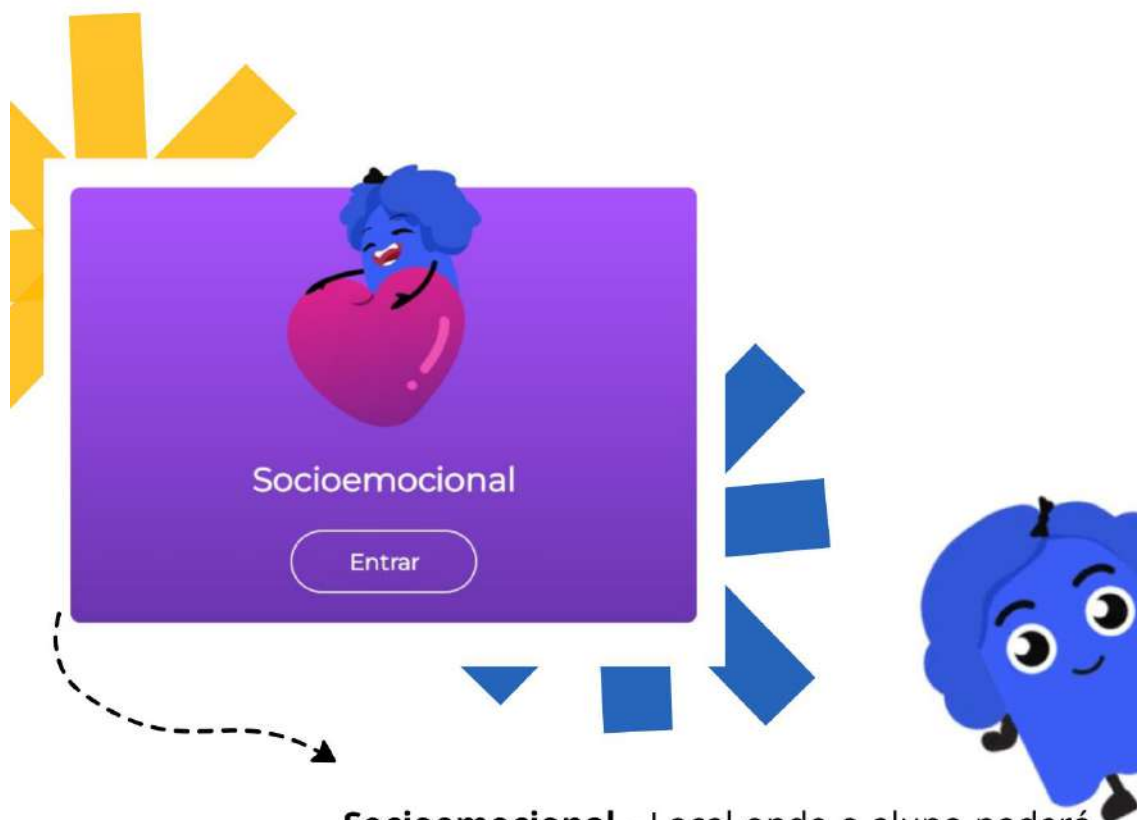 Socioemocional
Entrar
Socioemocional - Local onde o aluno poderá